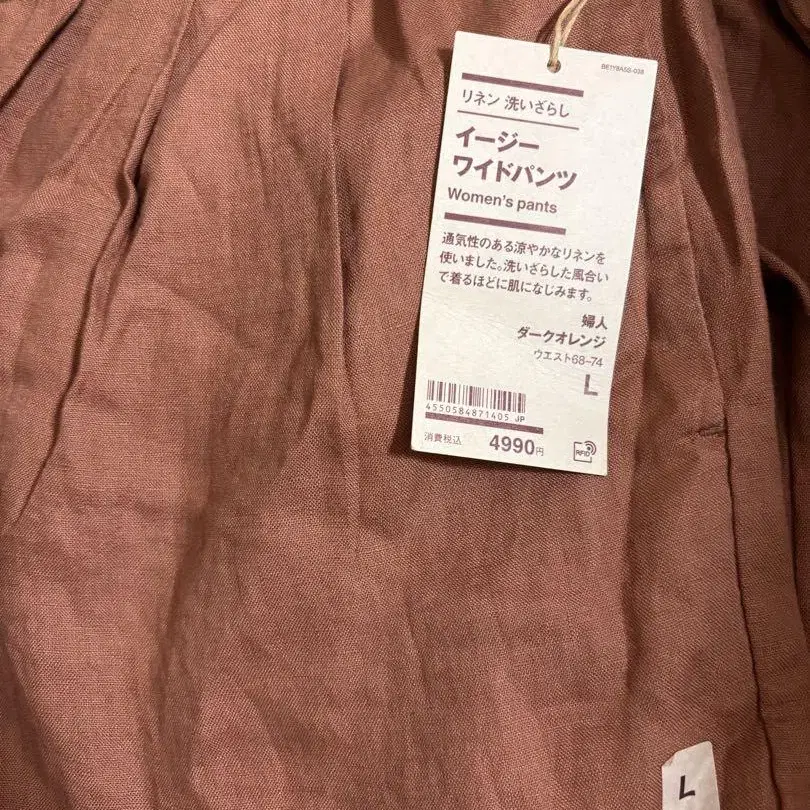 BE1Y8A5S-038
リネン 洗いざらし
イージー
ワイドパンツ
Women's pants
通気性のある涼やかなリネンを
使いました。洗いざらした風合い
で着るほどに肌になじみます。
婦人
ダークオレンジ
ウエスト68-74
L
4550584871405 JP
消費税込 4990円
RFID
L